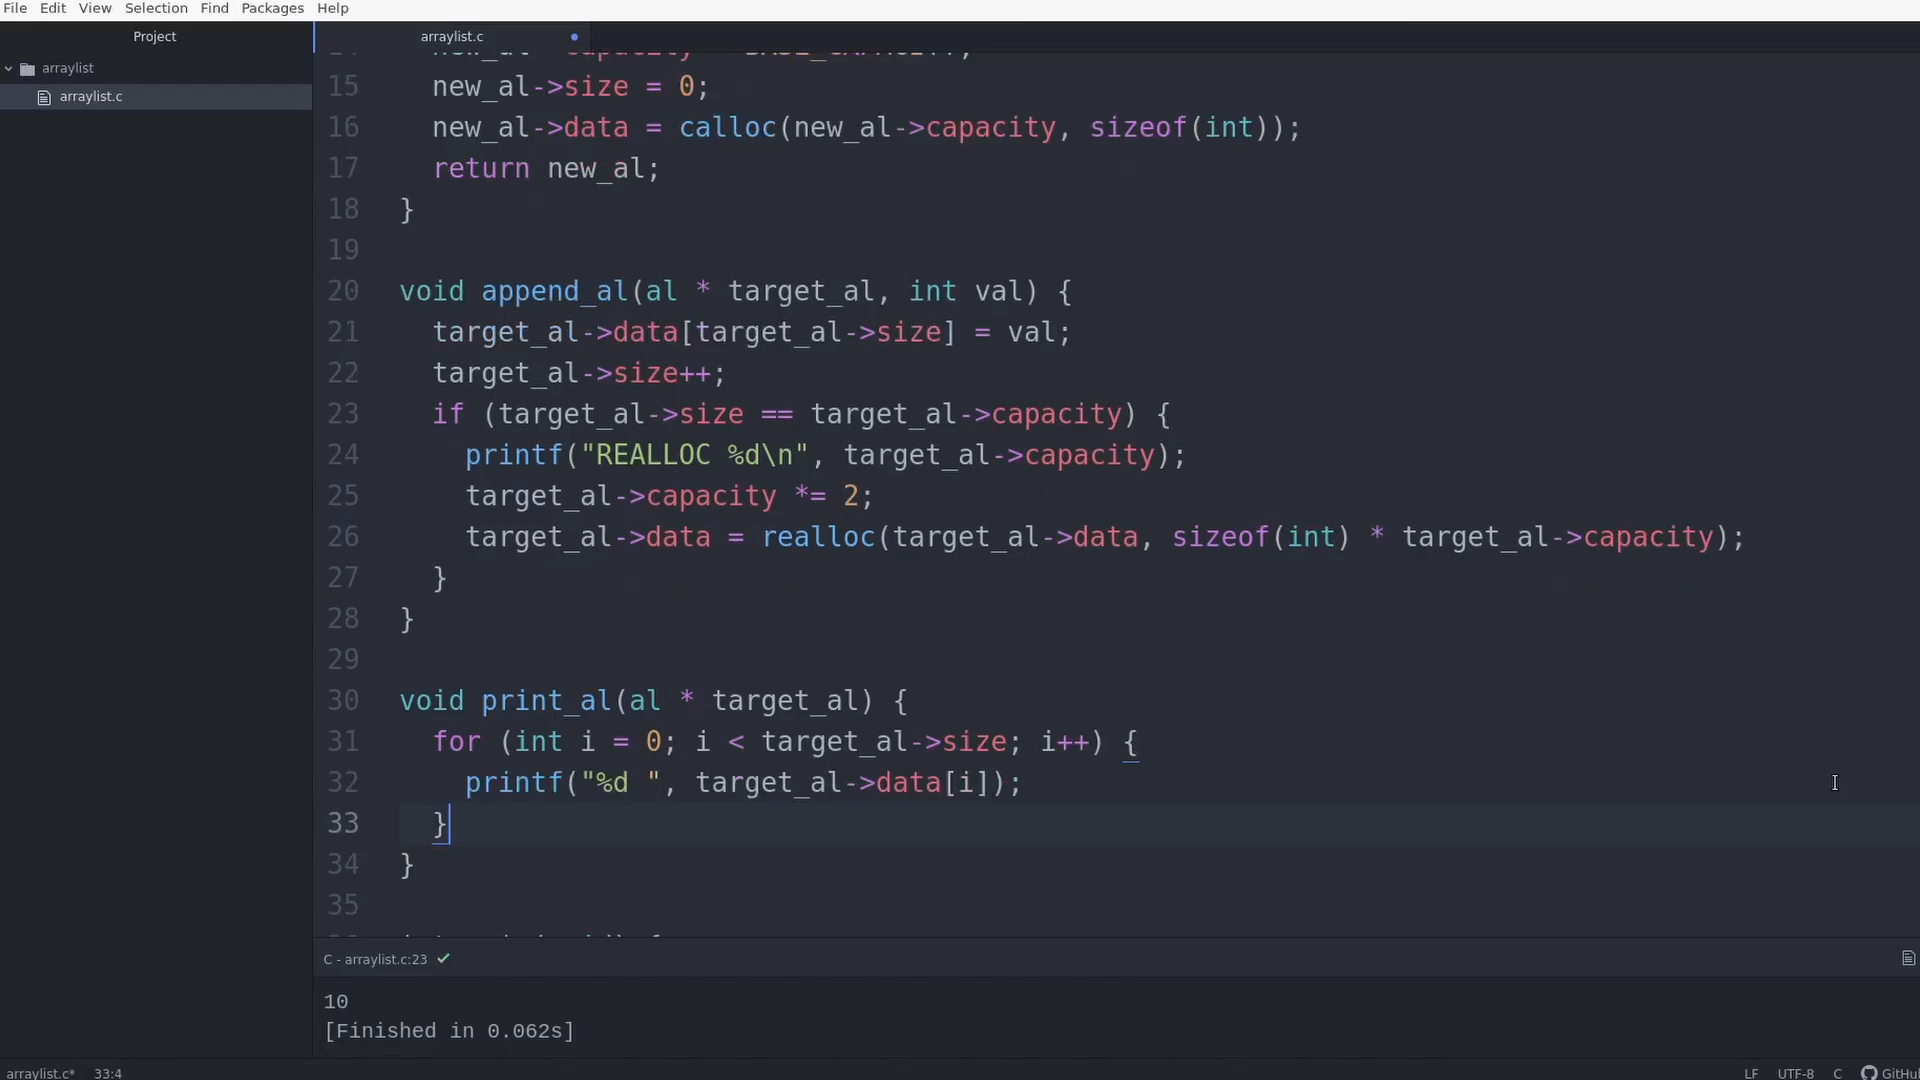 File Edit View Selection Find Packages Help
Project
arraylist.c
arraylist
arraylist.c
15 new_al->size = 0;
16 new_al->data = calloc(new_al->capacity, sizeof(int));
17 return new_al;
18 }
19
20 void append_al(al * target_al, int val) {
21 target_al->data[target_al->size] = val;
22 target_al->size++;
23 if (target_al->size == target_al->capacity) {
24 printf("REALLOC %d\n", target_al->capacity);
25 target_al->capacity *= 2;
26 target_al->data = realloc(target_al->data, sizeof(int) * target_al->capacity);
27 }
28 }
29
30 void print_al(al * target_al) {
31 for (int i = 0; i < target_al->size; i++) {
32 printf("%d ", target_al->data[i]);
33 }
34 }
35
C - arraylist.c:23
10
[Finished in 0.062s]
arraylist.c* 33:4 LF UTF-8 C